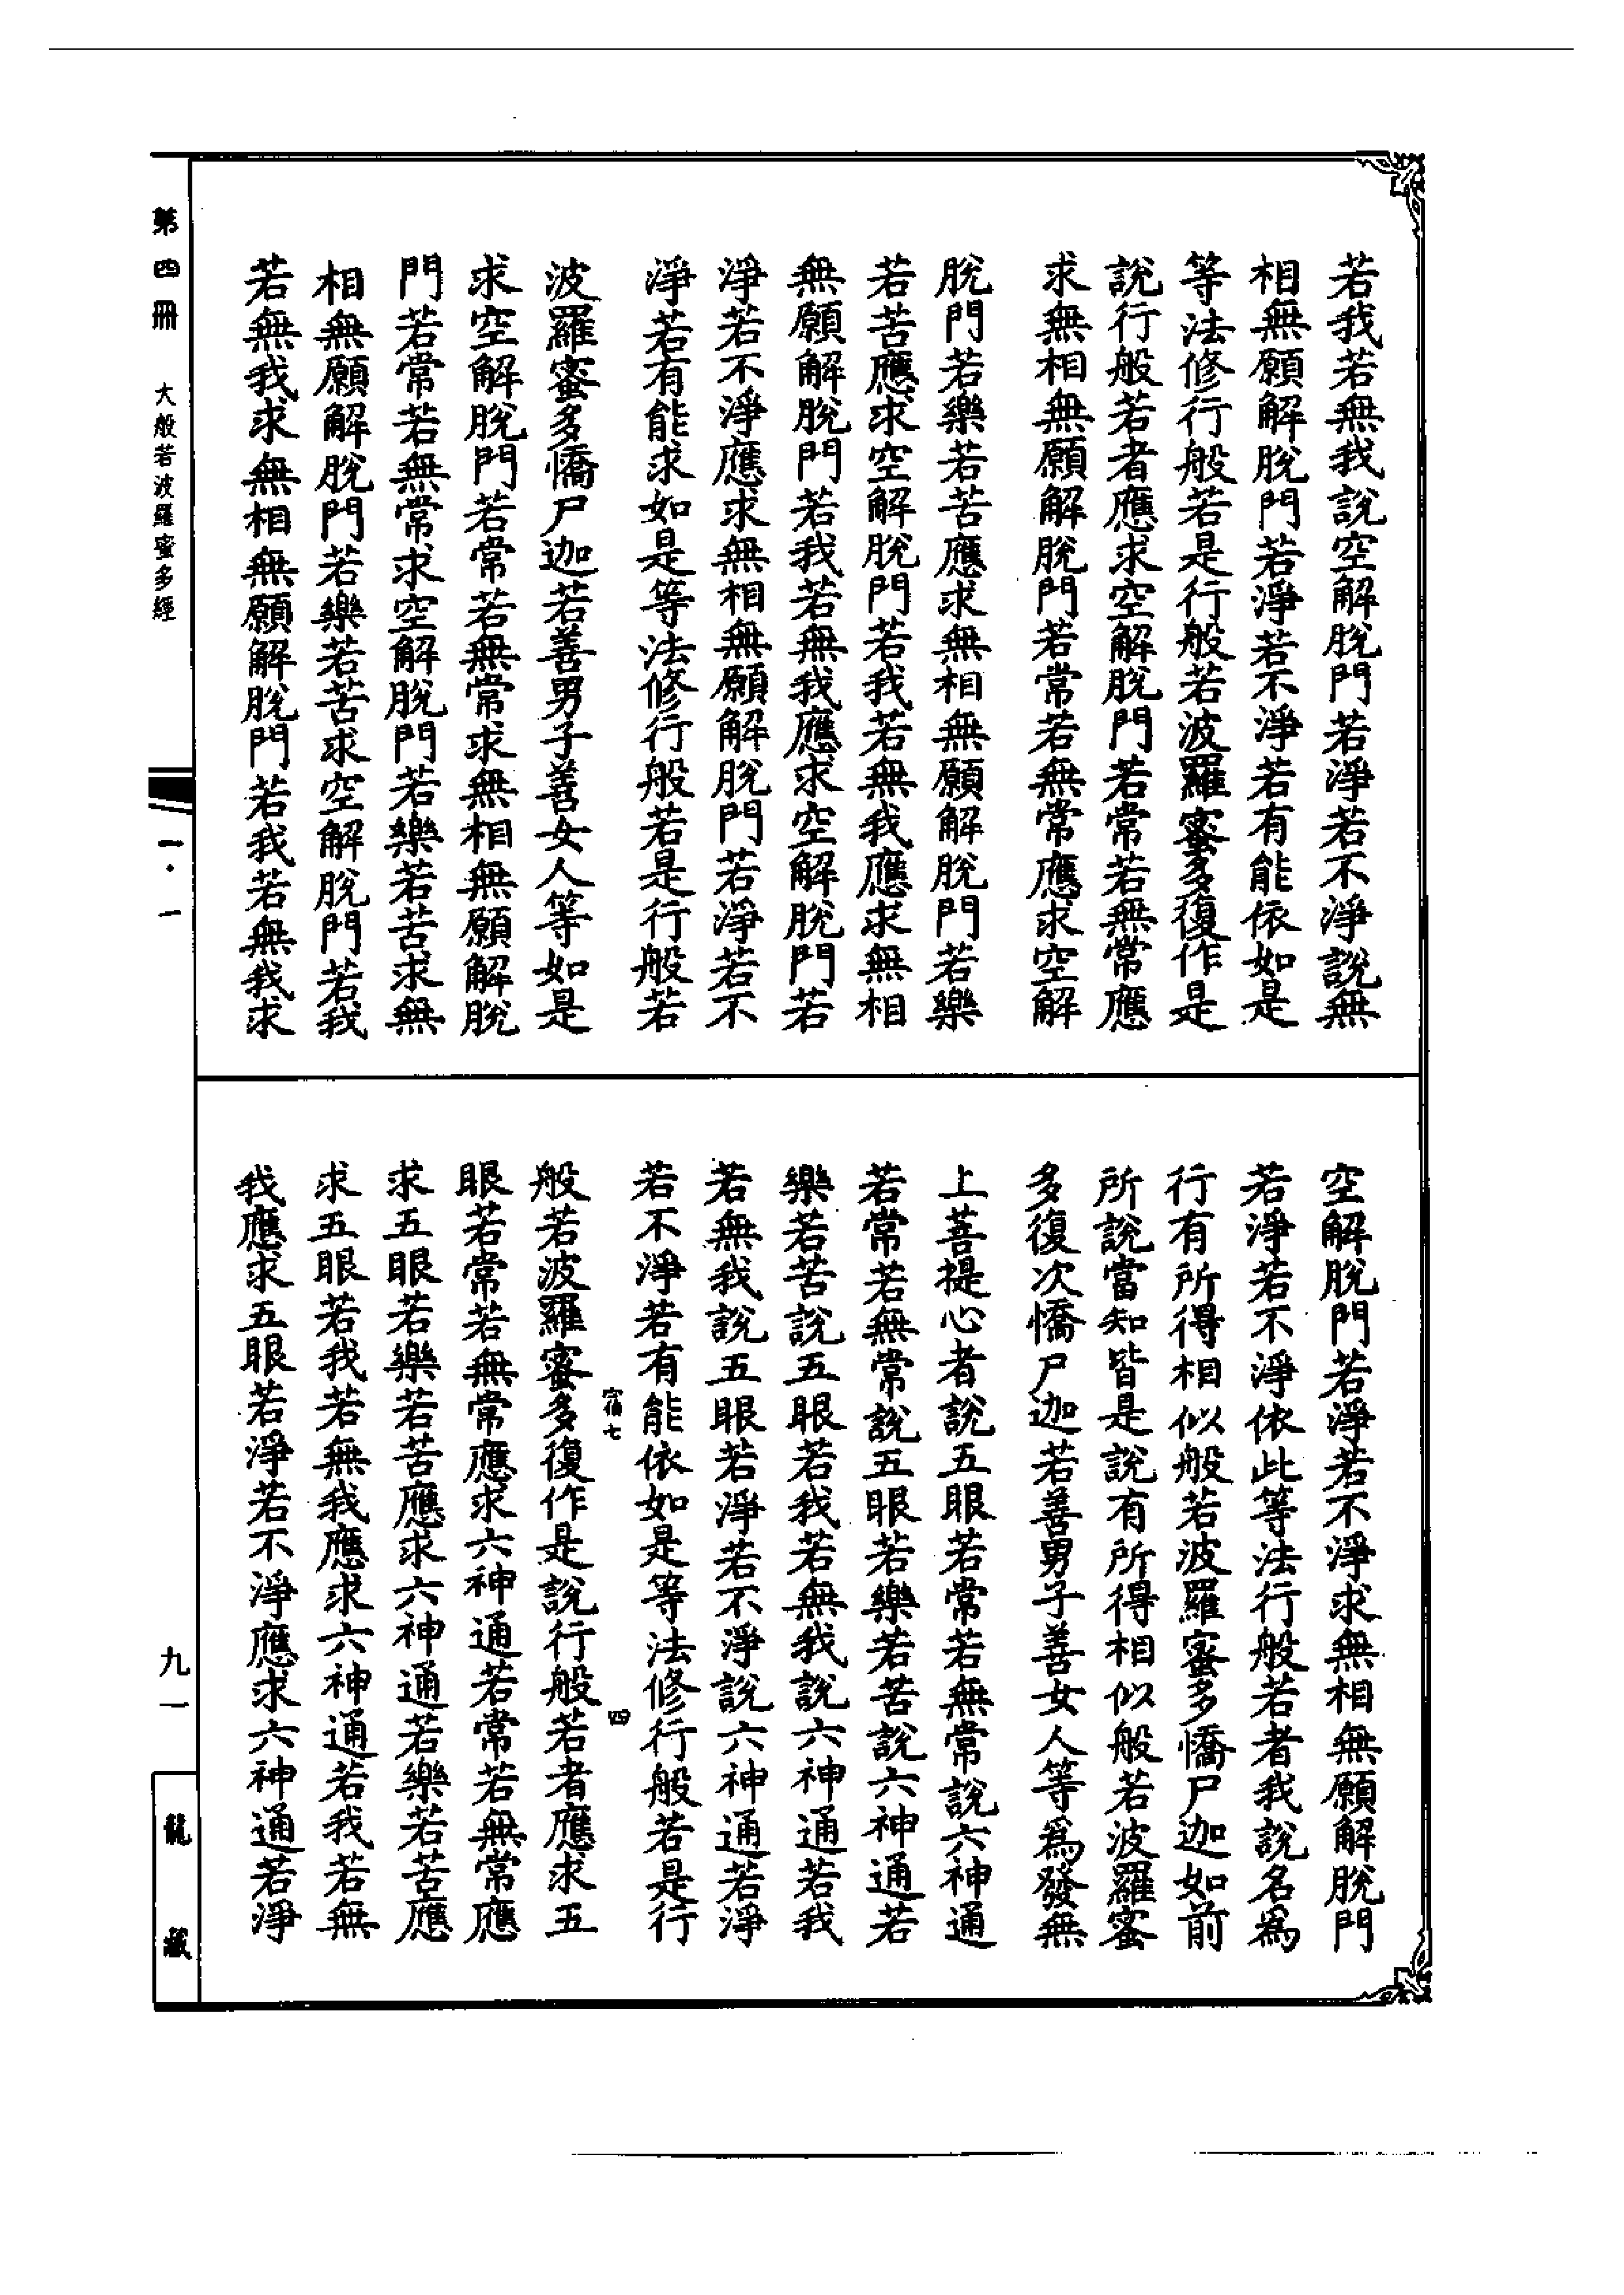 若我若無我說空解脫門若淨若不淨說無
相無願解脫門若淨若不淨若有能依如是
等法修行般若是行般若波羅蜜多復作是
說行般若者應求空解脫門若常若無常應
求無相無願解脫門若常若無常應求空解
脫門若樂若苦應求無相無願解脫門若樂
若苦應求空解脫門若我若無我應求無相
無願解脫門若我若無我應求空解脫門若
淨若不淨應求無相無願解脫門若淨若不
淨若有能求如是等法修行般若是行般若
波羅蜜多憍尸迦若善男子善女人等如是
求空解脫門若常若無常求無相無願解脫
門若常若無常求空解脫門若樂若苦求無
相無願解脫門若樂若苦求空解脫門若我
若無我求無相無願解脫門若我若無我求
空解脫門若淨若不淨求無相無願解脫門
若淨若不淨依此等法行般若者我說名為
行有所得相似般若波羅蜜多憍尸迦如前
所說當知皆是說有所得相似般若波羅蜜
多復次憍尸迦若善男子善女人等為發無
上菩提心者說五眼若常若無常說六神通
若常若無常說五眼若樂若苦說六神通若
樂若苦說五眼若我若無我說六神通若我
若無我說五眼若淨若不淨說六神通若淨
若不淨若有能依如是等法修行般若是行
四
般若波羅蜜多復作是說行般若者應求五
眼若常若無常應求六神通若常若無常應
求五眼若樂若苦應求六神通若樂若苦應
求五眼若我若無我應求六神通若我若無
我應求五眼若淨若不淨應求六神通若淨
第四冊 大般若波羅蜜多經
一·一
九一
龍藏